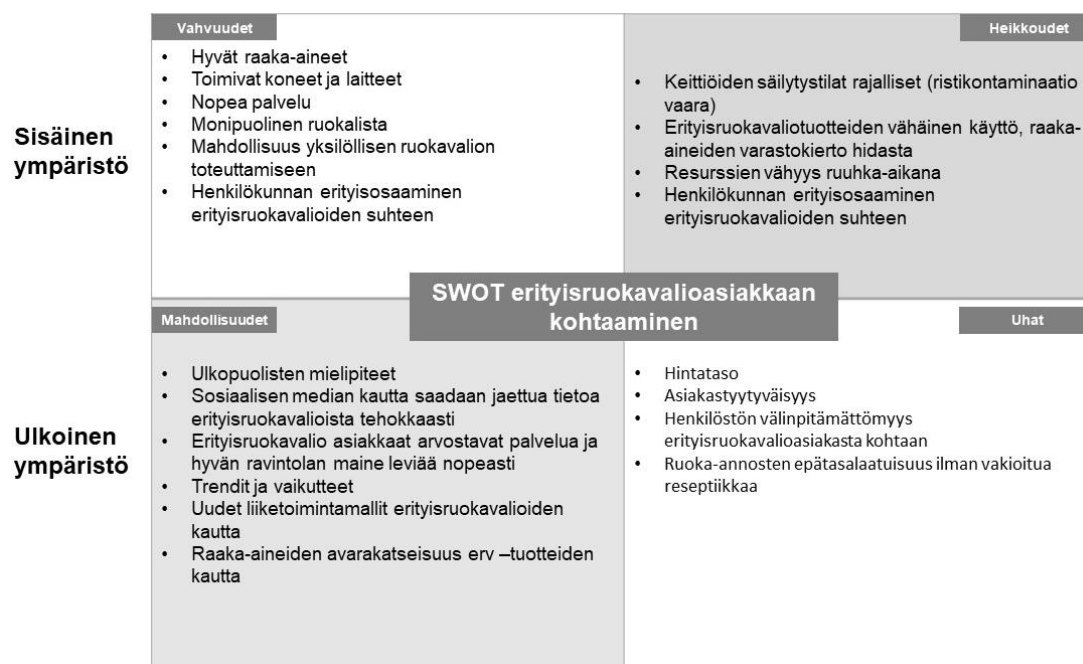 Vahvuudet
• Hyvät raaka-aineet
• Toimivat koneet ja laitteet
• Nopea palvelu
• Monipuolinen ruokalista
• Mahdollisuus yksilöllisen ruokavalion
toteuttamiseen
• Henkilökunnan erityisosaaminen
erityisruokavalioiden suhteen
Heikkoudet
• Keittiöiden säilytystilat rajalliset (ristikontaminaatio
vaara)
• Erityisruokavaliotuotteiden vähäinen käyttö, raaka-
aineiden varastokierto hidasta
• Resurssien vähyys ruuhka-aikana
• Henkilökunnan erityisosaaminen
erityisruokavalioiden suhteen
Sisäinen
ympäristö
SWOT erityisruokavalioasiakkaan
kohtaaminen
Mahdollisuudet
• Ulkopuolisten mielipiteet
• Sosiaalisen median kautta saadaan jaettua tietoa
erityisruokavalioista tehokkaasti
• Erityisruokavalio asiakkaat arvostavat palvelua ja
hyvän ravintolan maine leviää nopeasti
• Trendit ja vaikutteet
• Uudet liiketoimintamallit erityisruokavalioiden
kautta
• Raaka-aineiden avarakatseisuus erv –tuotteiden
kautta
Uhat
• Hintataso
• Asiakastyytyväisyys
• Henkilöstön välinpitämättömyys
erityisruokavalioasiakasta kohtaan
• Ruoka-annosten epätasalaatuisuus ilman vakioitua
reseptiikkaa
Ulkoinen
ympäristö